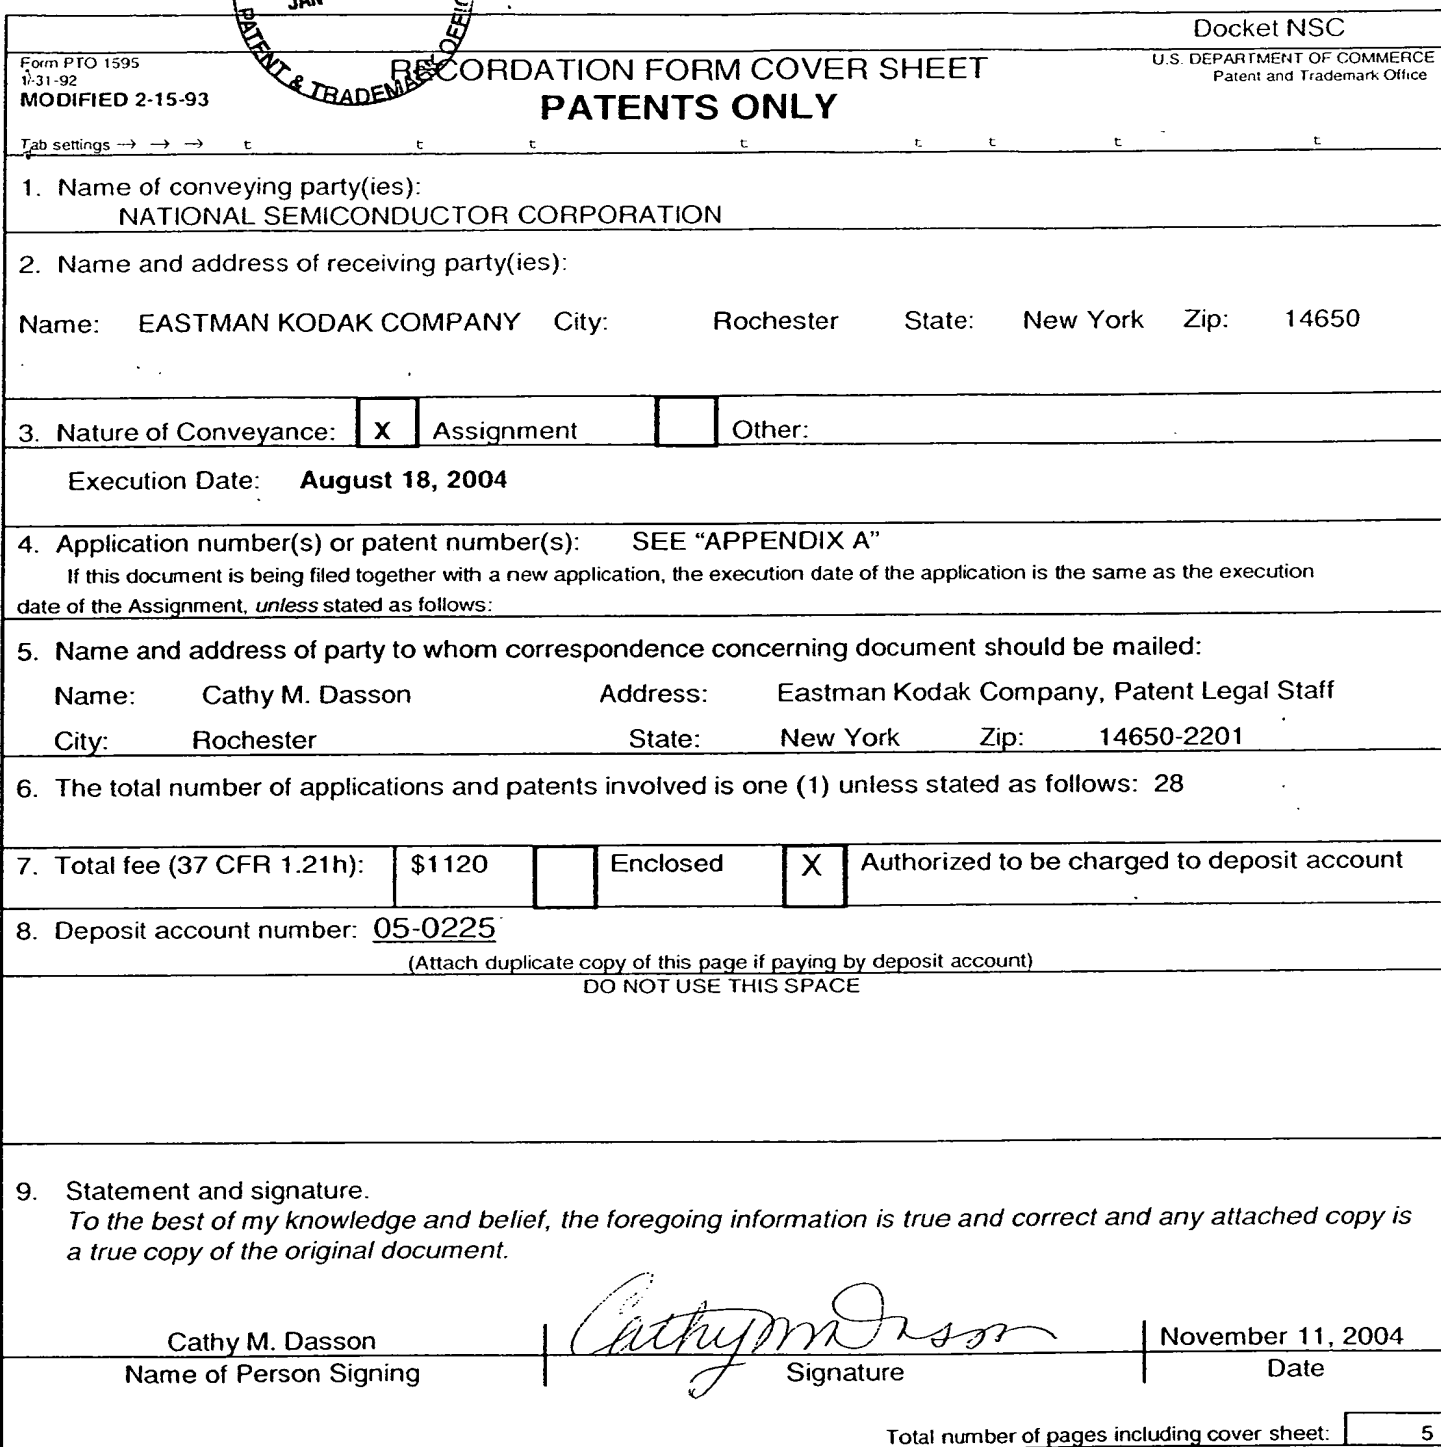 JAN
PATENT & TRADEMARK OFFIC
Docket NSC
Form PTO 1595
1-31-92
MODIFIED 2-15-93
RECORDATION FORM COVER SHEET
PATENTS ONLY
U.S. DEPARTMENT OF COMMERCE
Patent and Trademark Office
Tab settings → → → t t t t t t t t
1. Name of conveying party(ies):
NATIONAL SEMICONDUCTOR CORPORATION
2. Name and address of receiving party(ies):
Name: EASTMAN KODAK COMPANY City: Rochester State: New York Zip: 14650
3. Nature of Conveyance: X Assignment Other:
Execution Date: August 18, 2004
4. Application number(s) or patent number(s): SEE “APPENDIX A”
If this document is being filed together with a new application, the execution date of the application is the same as the execution
date of the Assignment, unless stated as follows:
5. Name and address of party to whom correspondence concerning document should be mailed:
Name: Cathy M. Dasson Address: Eastman Kodak Company, Patent Legal Staff
City: Rochester State: New York Zip: 14650-2201
6. The total number of applications and patents involved is one (1) unless stated as follows: 28
7. Total fee (37 CFR 1.21h): $1120 Enclosed X Authorized to be charged to deposit account
8. Deposit account number: 05-0225
(Attach duplicate copy of this page if paying by deposit account)
DO NOT USE THIS SPACE
9. Statement and signature.
To the best of my knowledge and belief, the foregoing information is true and correct and any attached copy is
a true copy of the original document.
Cathy M. Dasson Cathy M Dasson November 11, 2004
Name of Person Signing Signature Date
Total number of pages including cover sheet: 5